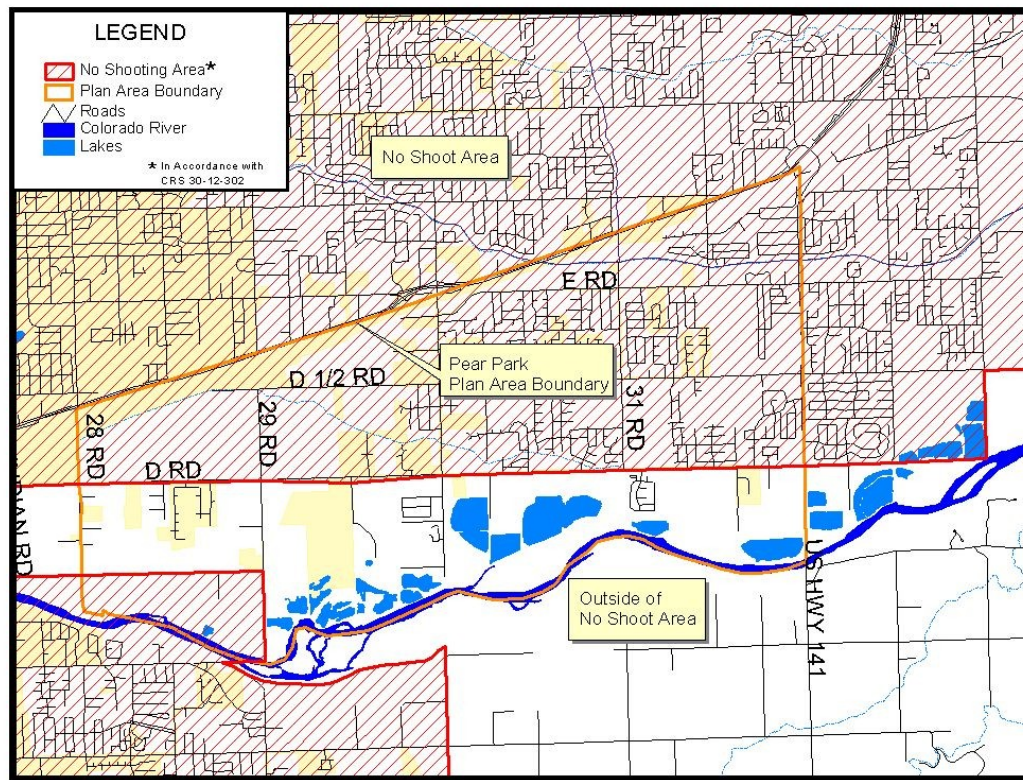 LEGEND
No Shooting Area*
Plan Area Boundary
Roads
Colorado River
Lakes
* In Accordance with
CRS 30-12-302
No Shoot Area
E RD
Pear Park
Plan Area Boundary
D 1/2 RD
28 RD
29 RD
31 RD
D RD
Outside of
No Shoot Area
US HWY 141